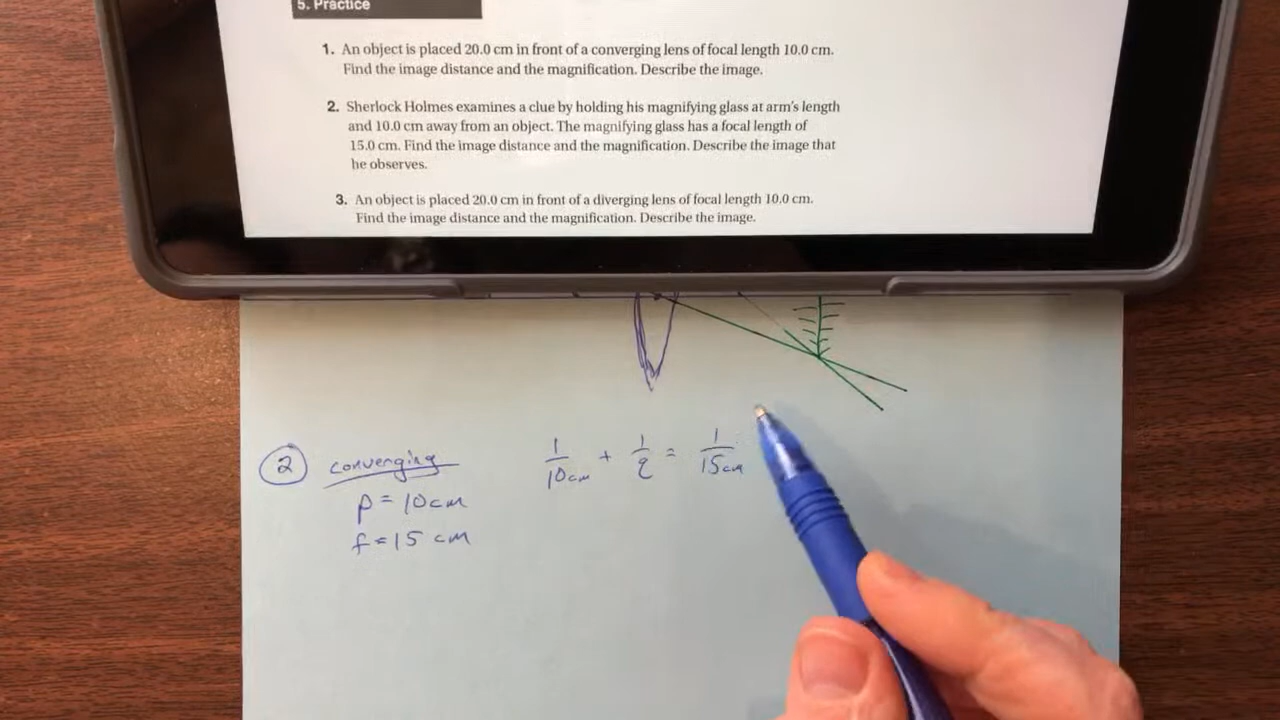 5. Practice
1. An object is placed 20.0 cm in front of a converging lens of focal length 10.0 cm.
Find the image distance and the magnification. Describe the image.
2. Sherlock Holmes examines a clue by holding his magnifying glass at arm's length
and 10.0 cm away from an object. The magnifying glass has a focal length of
15.0 cm. Find the image distance and the magnification. Describe the image that
he observes.
3. An object is placed 20.0 cm in front of a diverging lens of focal length 10.0 cm.
Find the image distance and the magnification. Describe the image.
2 converging
p = 10cm
f = 15 cm
1/10cm + 1/q = 1/15cm